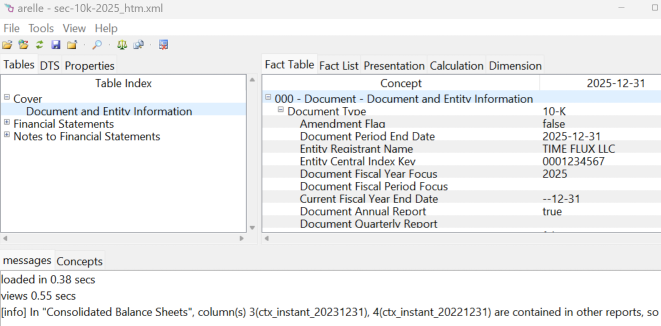 arelle - sec-10k-2025_htm.xml
File Tools View Help
Tables DTS Properties
Table Index
Cover
Document and Entity Information
Financial Statements
Notes to Financial Statements
Fact Table Fact List Presentation Calculation Dimension
Concept 2025-12-31
000 - Document - Document and Entity Information
Document Type 10-K
Amendment Flag false
Document Period End Date 2025-12-31
Entity Registrant Name TIME FLUX LLC
Entity Central Index Key 0001234567
Document Fiscal Year Focus 2025
Document Fiscal Period Focus
Current Fiscal Year End Date --12-31
Document Annual Report true
Document Quarterly Report
messages Concepts
loaded in 0.38 secs
views 0.55 secs
[info] In "Consolidated Balance Sheets", column(s) 3(ctx_instant_20231231), 4(ctx_instant_20221231) are contained in other reports, so